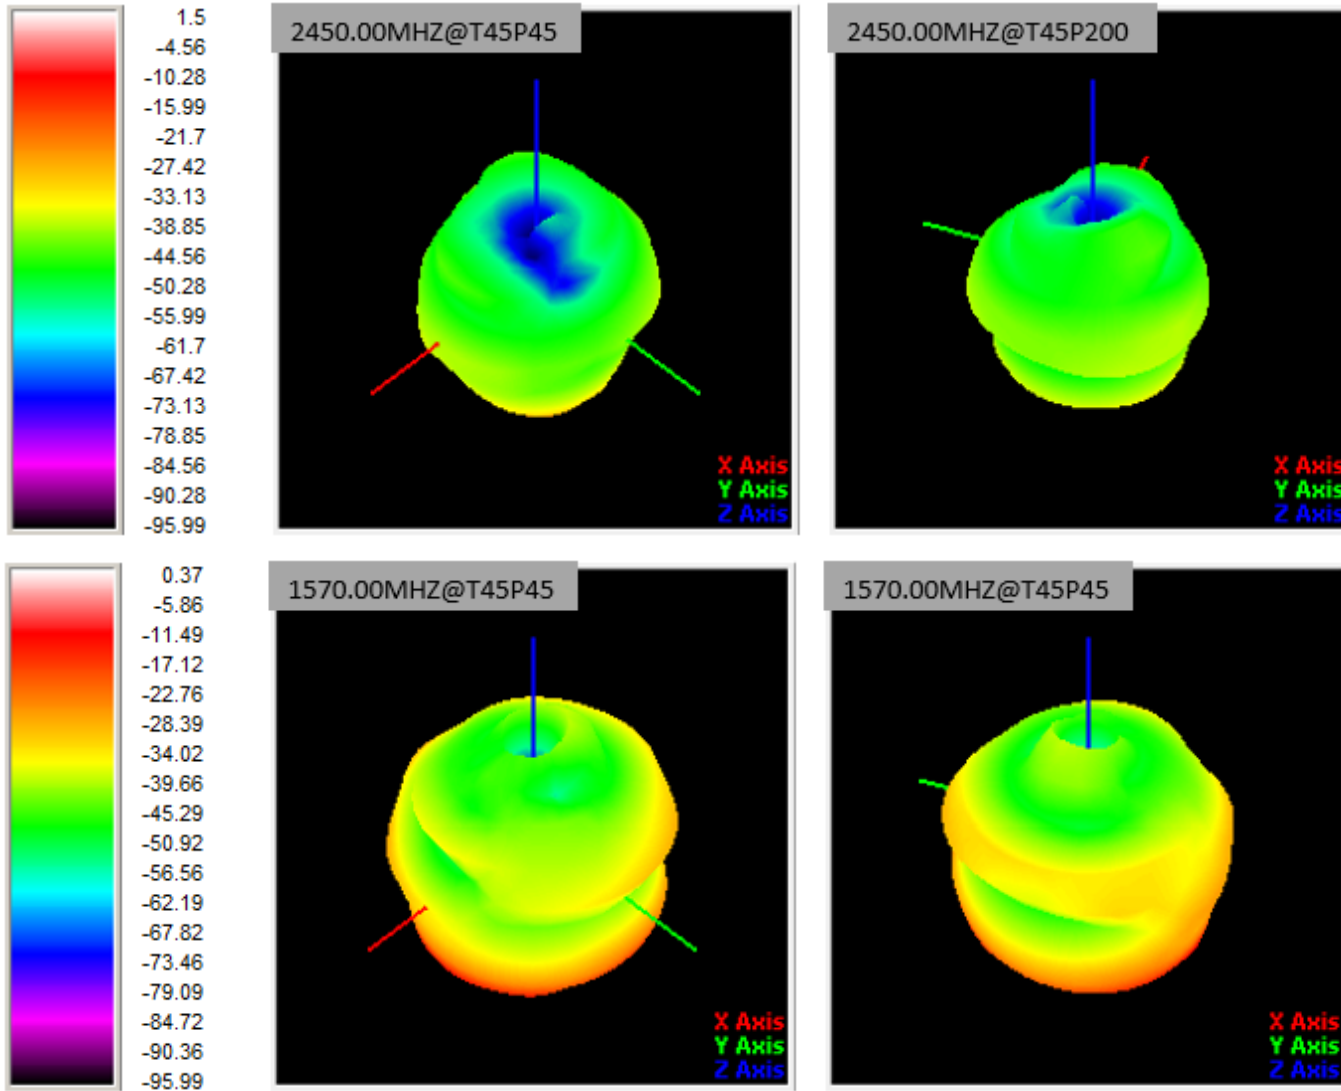 1.5
-4.56
-10.28
-15.99
-21.7
-27.42
-33.13
-38.85
-44.56
-50.28
-55.99
-61.7
-67.42
-73.13
-78.85
-84.56
-90.28
-95.99
2450.00MHZ@T45P45
X Axis
Y Axis
Z Axis
2450.00MHZ@T45P200
X Axis
Y Axis
Z Axis
0.37
-5.86
-11.49
-17.12
-22.76
-28.39
-34.02
-39.66
-45.29
-50.92
-56.56
-62.19
-67.82
-73.46
-79.09
-84.72
-90.36
-95.99
1570.00MHZ@T45P45
X Axis
Y Axis
Z Axis
1570.00MHZ@T45P45
X Axis
Y Axis
Z Axis